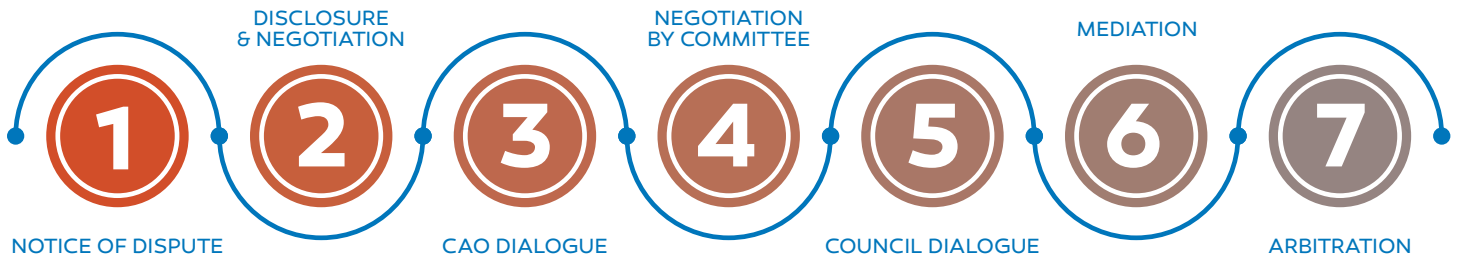 DISCLOSURE
& NEGOTIATION
NEGOTIATION
BY COMMITTEE
MEDIATION
1
2
3
4
5
6
7
NOTICE OF DISPUTE
CAO DIALOGUE
COUNCIL DIALOGUE
ARBITRATION